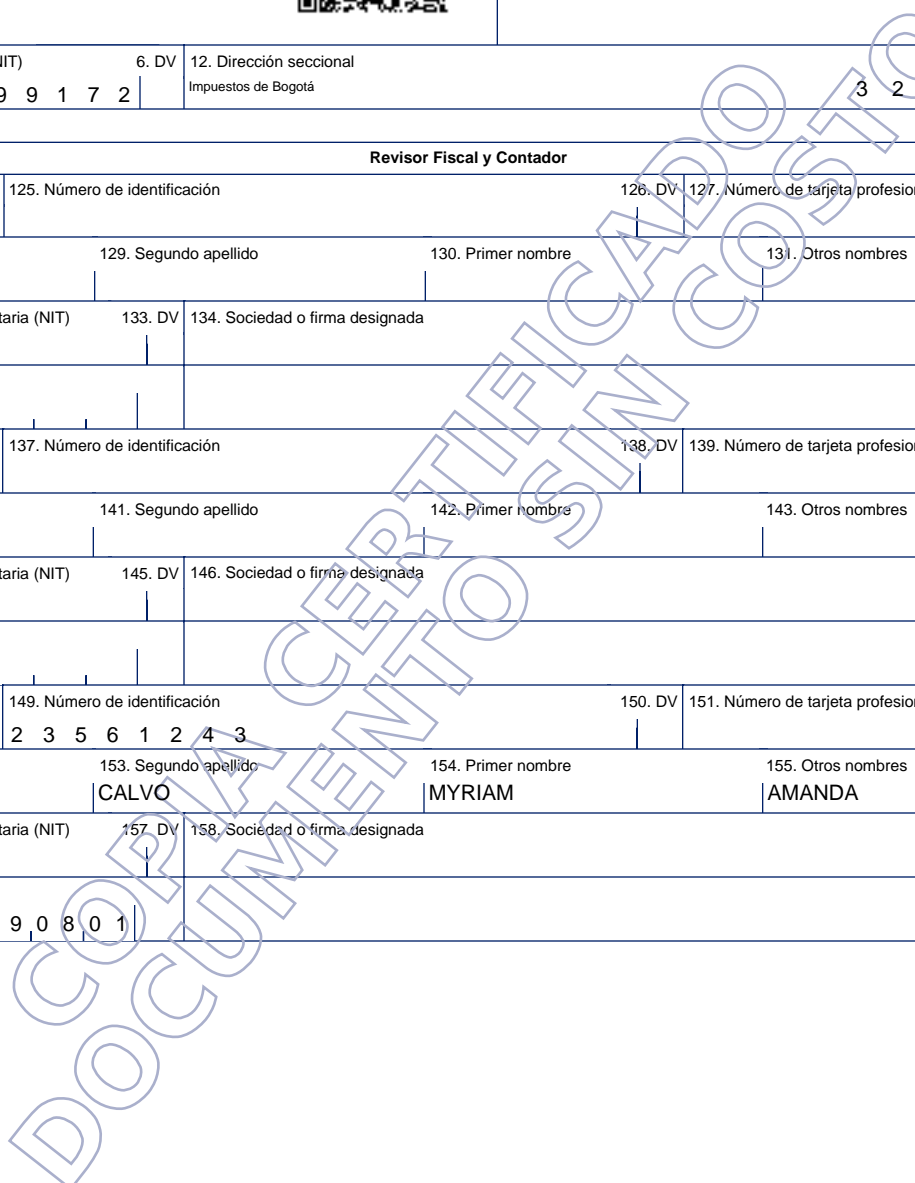 NIT) 6. DV 12. Dirección seccional
9 9 1 7 2 Impuestos de Bogotá 3 2
Revisor Fiscal y Contador
125. Número de identificación 126. DV 127. Número de tarjeta profesion
129. Segundo apellido 130. Primer nombre 131. Otros nombres
taria (NIT) 133. DV 134. Sociedad o firma designada
137. Número de identificación 138. DV 139. Número de tarjeta profesion
141. Segundo apellido 142. Primer nombre 143. Otros nombres
taria (NIT) 145. DV 146. Sociedad o firma designada
149. Número de identificación 150. DV 151. Número de tarjeta profesion
2 3 5 6 1 2 4 3
153. Segundo apellido 154. Primer nombre 155. Otros nombres
CALVO MYRIAM AMANDA
taria (NIT) 157. DV 158. Sociedad o firma designada
9 0 8 0 1
COPIA CERTIFICADO
DOCUMENTO SIN COSTO